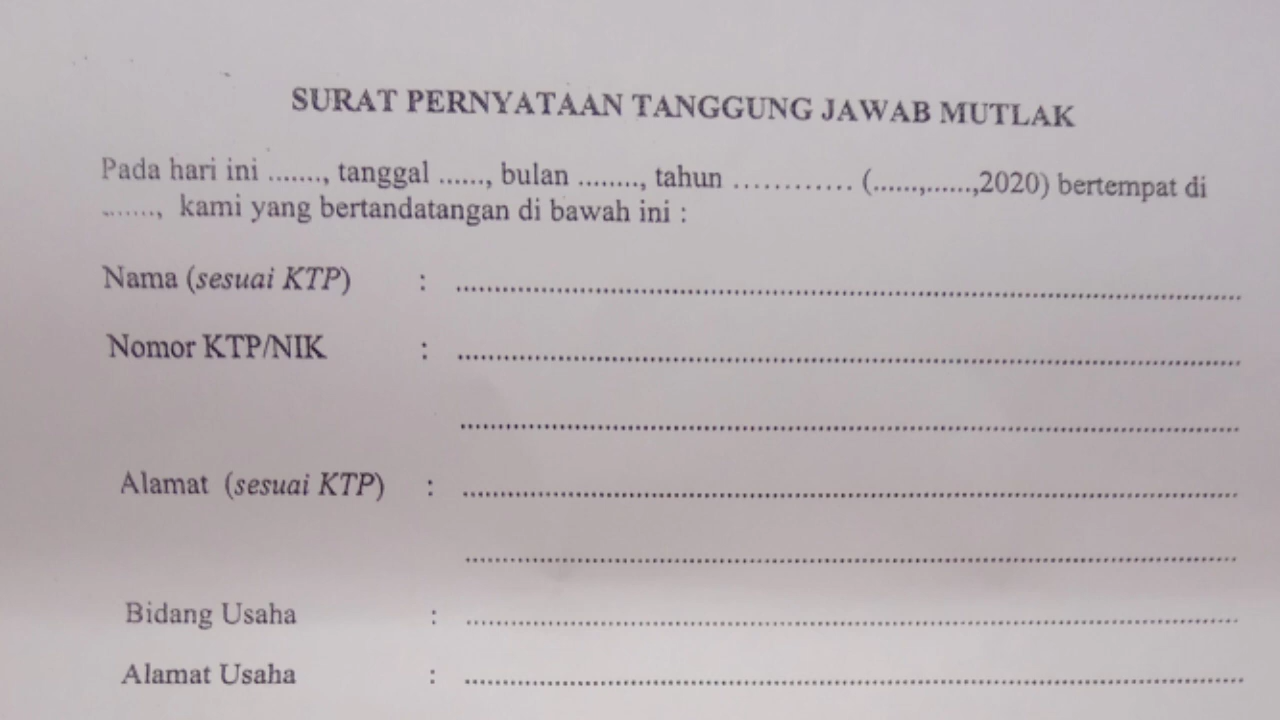 SURAT PERNYATAAN TANGGUNG JAWAB MUTLAK
Pada hari ini ......., tanggal ......, bulan ........, tahun ………… (......,......,2020) bertempat di
........, kami yang bertandatangan di bawah ini :
Nama (sesuai KTP) : ....................................................................................................
Nomor KTP/NIK : ....................................................................................................
....................................................................................................
Alamat (sesuai KTP) : ....................................................................................................
....................................................................................................
Bidang Usaha : ....................................................................................................
Alamat Usaha : ....................................................................................................